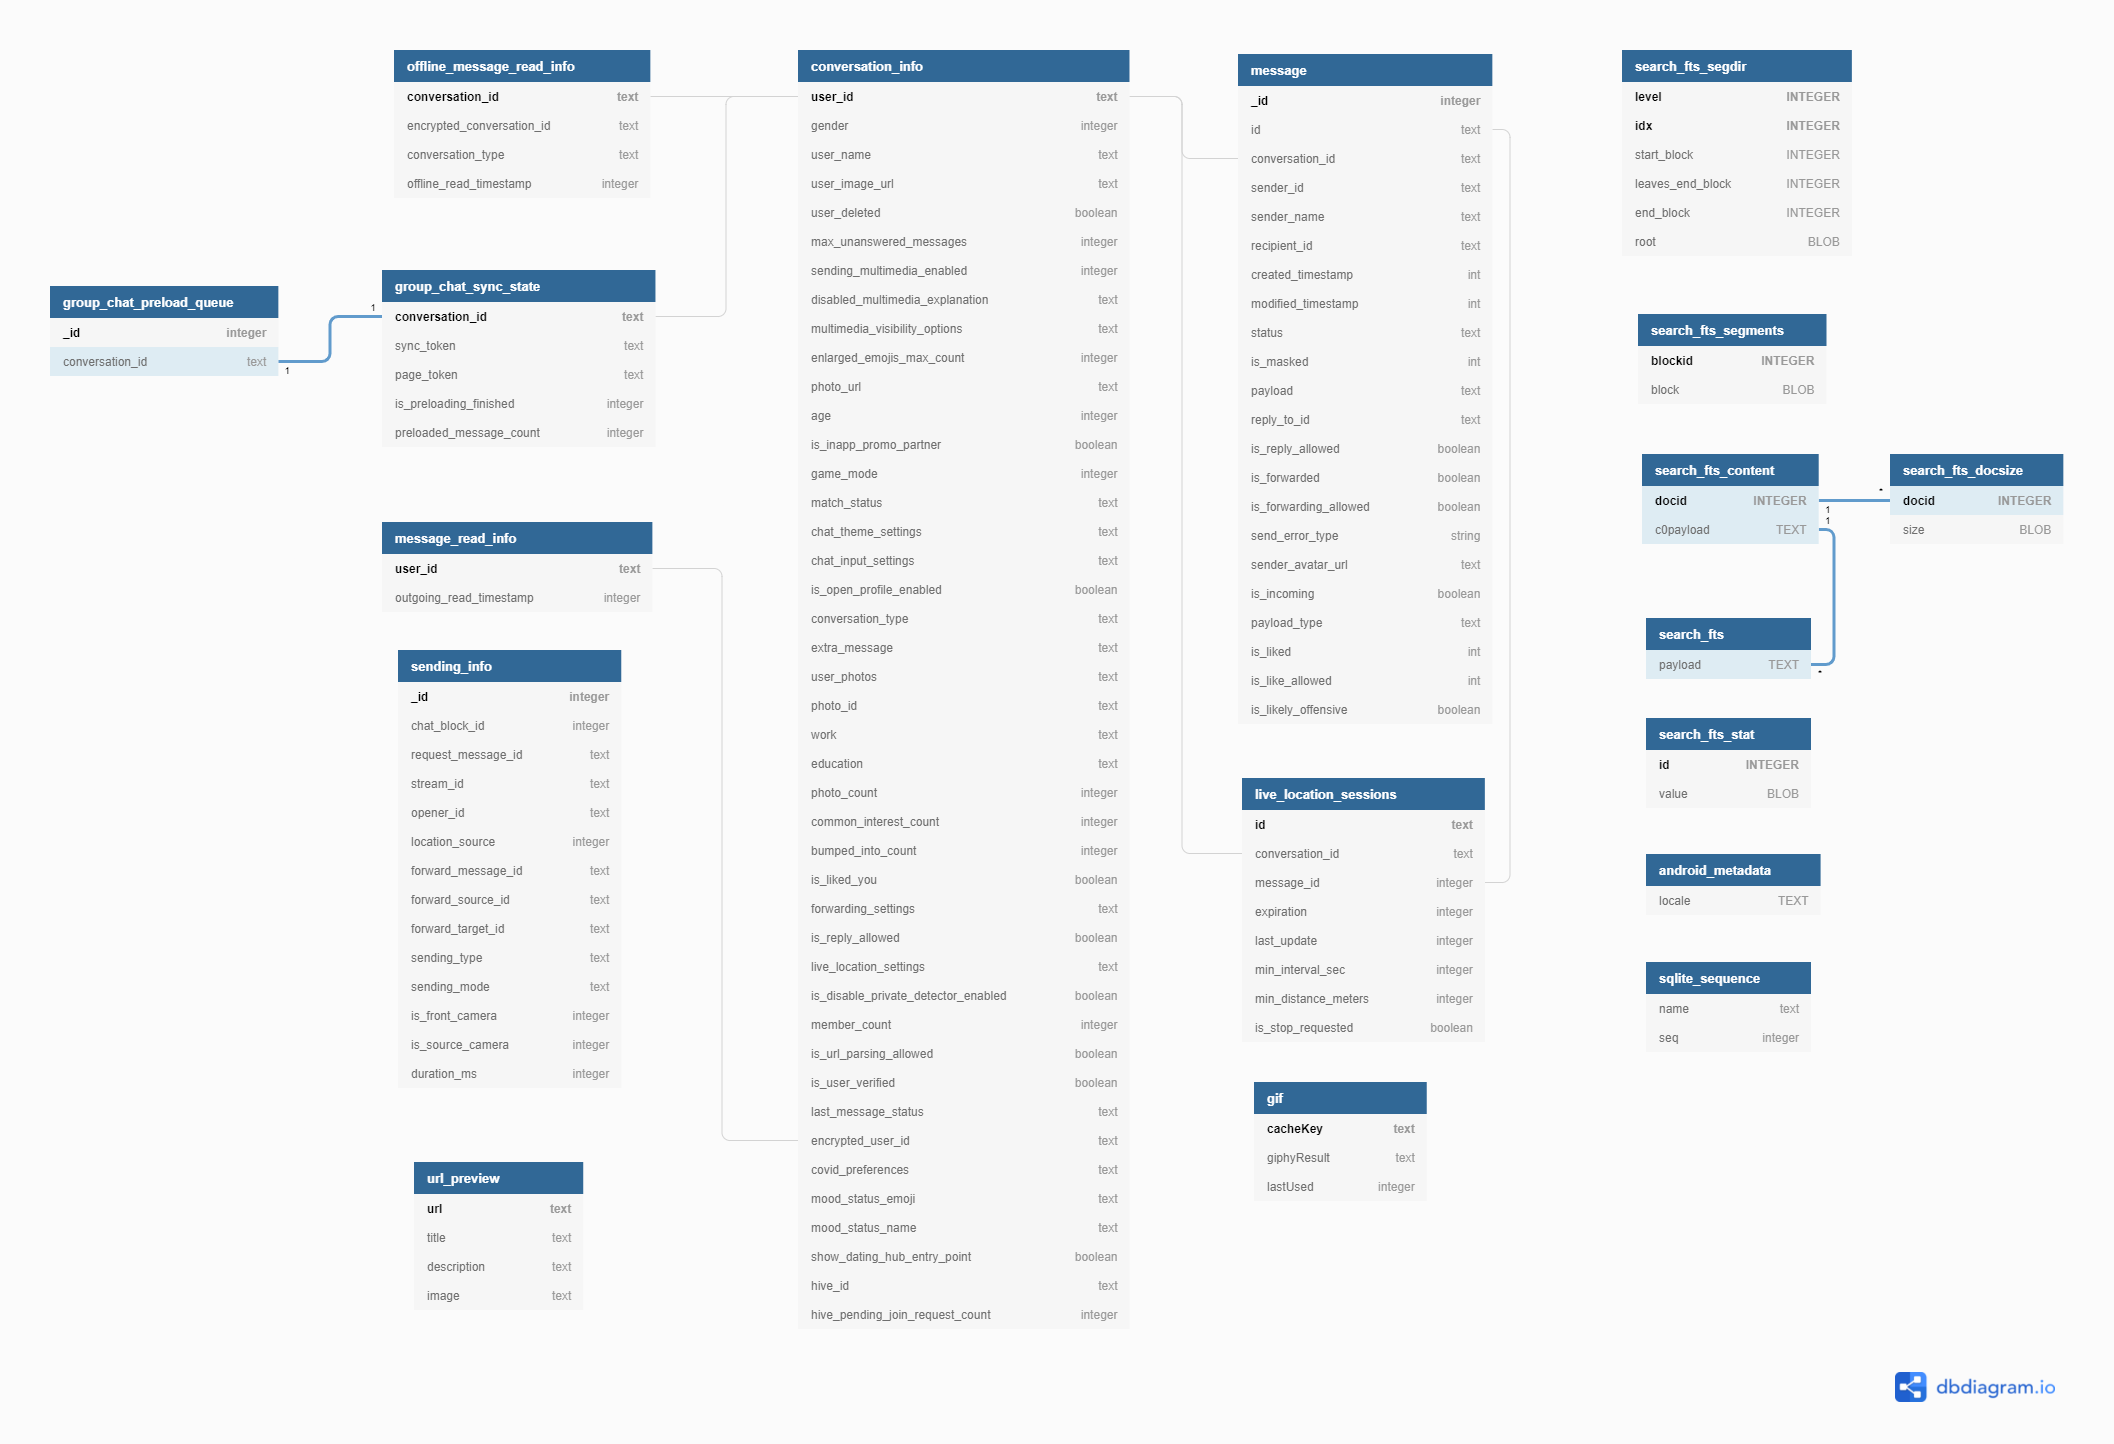 offline_message_read_info
conversation_id text
encrypted_conversation_id text
conversation_type text
offline_read_timestamp integer
group_chat_preload_queue
_id integer
conversation_id text
1
1
group_chat_sync_state
conversation_id text
sync_token text
page_token text
is_preloading_finished integer
preloaded_message_count integer
message_read_info
user_id text
outgoing_read_timestamp integer
sending_info
_id integer
chat_block_id integer
request_message_id text
stream_id text
opener_id text
location_source integer
forward_message_id text
forward_source_id text
forward_target_id text
sending_type text
sending_mode text
is_front_camera integer
is_source_camera integer
duration_ms integer
url_preview
url text
title text
description text
image text
conversation_info
user_id text
gender integer
user_name text
user_image_url text
user_deleted boolean
max_unanswered_messages integer
sending_multimedia_enabled integer
disabled_multimedia_explanation text
multimedia_visibility_options text
enlarged_emojis_max_count integer
photo_url text
age integer
is_inapp_promo_partner boolean
game_mode integer
match_status text
chat_theme_settings text
chat_input_settings text
is_open_profile_enabled boolean
conversation_type text
extra_message text
user_photos text
photo_id text
work text
education text
photo_count integer
common_interest_count integer
bumped_into_count integer
is_liked_you boolean
forwarding_settings text
is_reply_allowed boolean
live_location_settings text
is_disable_private_detector_enabled boolean
member_count integer
is_url_parsing_allowed boolean
is_user_verified boolean
last_message_status text
encrypted_user_id text
covid_preferences text
mood_status_emoji text
mood_status_name text
show_dating_hub_entry_point boolean
hive_id text
hive_pending_join_request_count integer
message
_id integer
id text
conversation_id text
sender_id text
sender_name text
recipient_id text
created_timestamp int
modified_timestamp int
status text
is_masked int
payload text
reply_to_id text
is_reply_allowed boolean
is_forwarded boolean
is_forwarding_allowed boolean
send_error_type string
sender_avatar_url text
is_incoming boolean
payload_type text
is_liked int
is_like_allowed int
is_likely_offensive boolean
live_location_sessions
id text
conversation_id text
message_id integer
expiration integer
last_update integer
min_interval_sec integer
min_distance_meters integer
is_stop_requested boolean
gif
cacheKey text
giphyResult text
lastUsed integer
search_fts_segdir
level INTEGER
idx INTEGER
start_block INTEGER
leaves_end_block INTEGER
end_block INTEGER
root BLOB
search_fts_segments
blockid INTEGER
block BLOB
search_fts_content
docid INTEGER
c0payload TEXT
1
1
*
search_fts_docsize
docid INTEGER
size BLOB
search_fts
payload TEXT
*
search_fts_stat
id INTEGER
value BLOB
android_metadata
locale TEXT
sqlite_sequence
name text
seq integer
dbdiagram.io